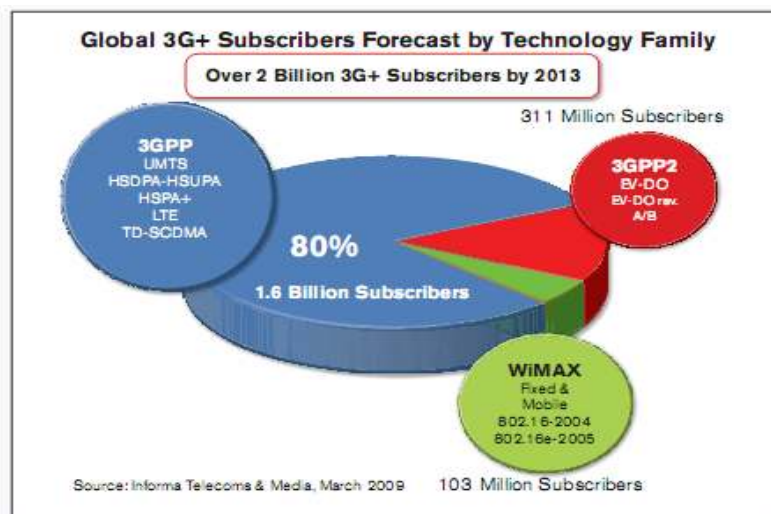 Global 3G+ Subscribers Forecast by Technology Family
Over 2 Billion 3G+ Subscribers by 2013
311 Million Subscribers
3GPP
UMTS
HSDPA-HSUPA
HSPA+
LTE
TD-SCDMA
3GPP2
EV-DO
EV-DO rev.
A/B
80%
1.6 Billion Subscribers
WiMAX
Fixed &
Mobile
802.16-2004
802.16e-2005
Source: Informa Telecoms & Media, March 2009
103 Million Subscribers